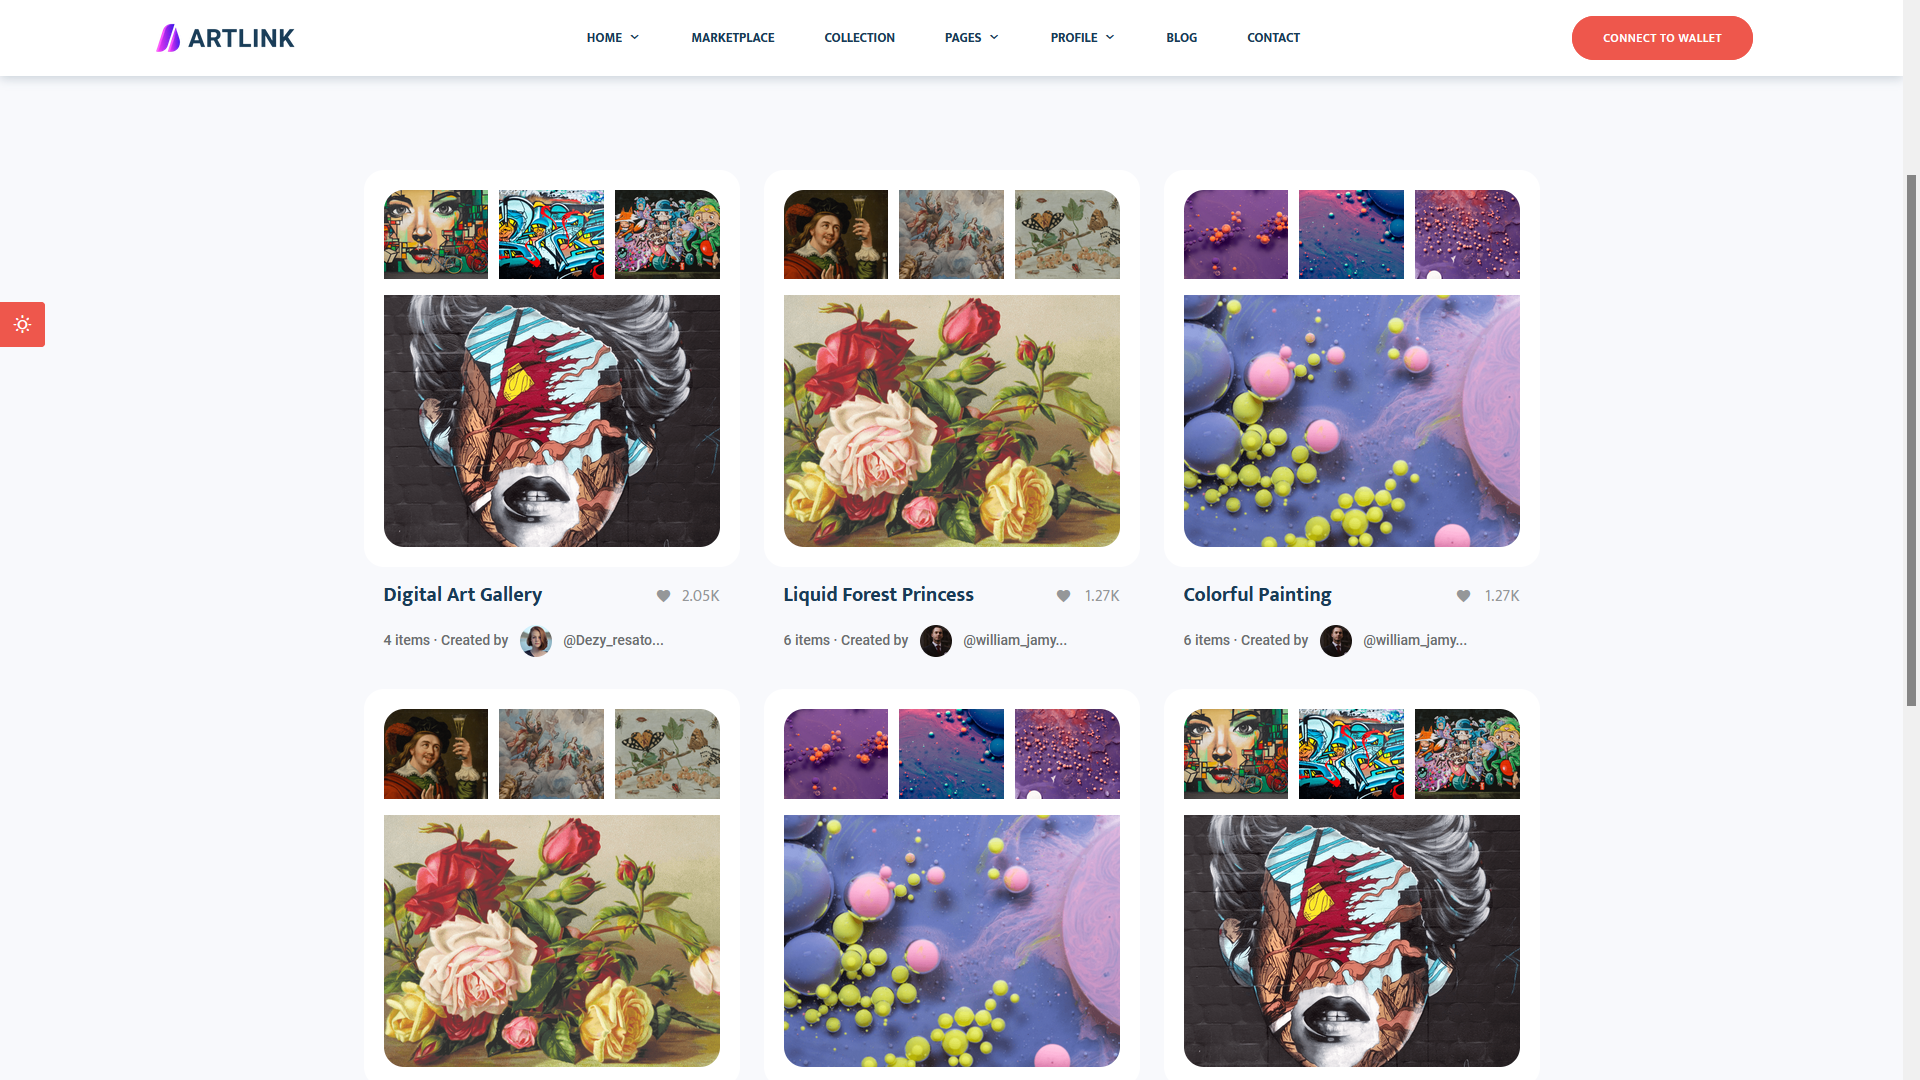 ARTLINK
HOME
MARKETPLACE
COLLECTION
PAGES
PROFILE
BLOG
CONTACT
CONNECT TO WALLET
Digital Art Gallery
2.05K
4 items · Created by @Dezy_resato...
Liquid Forest Princess
1.27K
6 items · Created by @william_jamy...
Colorful Painting
1.27K
6 items · Created by @william_jamy...